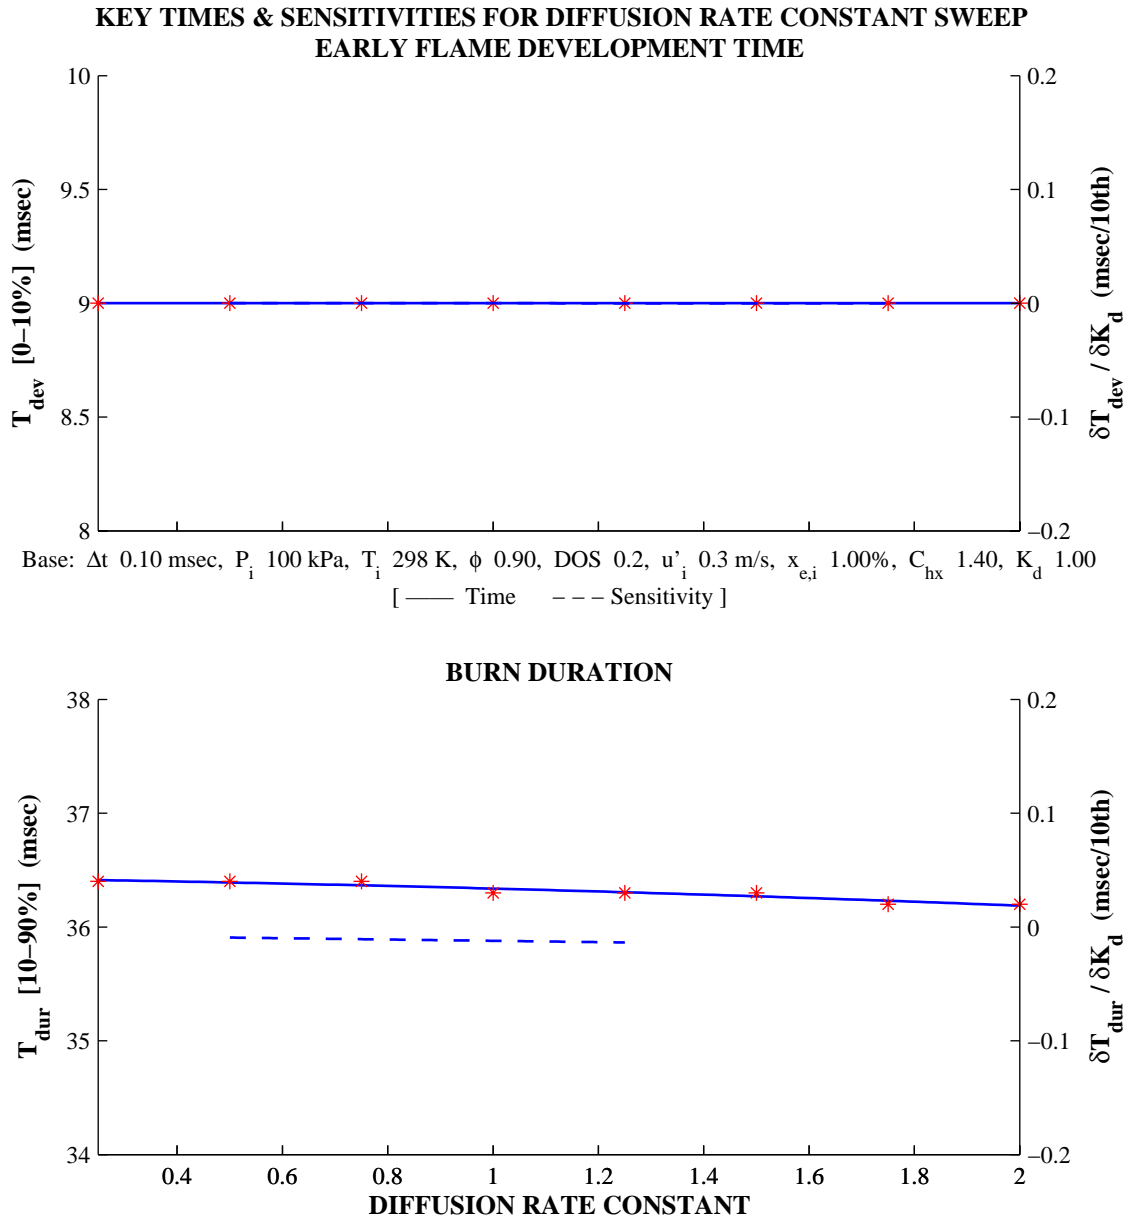 KEY TIMES & SENSITIVITIES FOR DIFFUSION RATE CONSTANT SWEEP
EARLY FLAME DEVELOPMENT TIME
10
9.5
9
8.5
8
T_dev [0–10%] (msec)
0.2
0.1
0
–0.1
–0.2
δT_dev / δK_d (msec/10th)
Base: Δt 0.10 msec, P_i 100 kPa, T_i 298 K, ϕ 0.90, DOS 0.2, u'_i 0.3 m/s, x_e,i 1.00%, C_hx 1.40, K_d 1.00
[ —— Time – – – Sensitivity ]
BURN DURATION
38
37
36
35
34
T_dur [10–90%] (msec)
0.2
0.1
0
–0.1
–0.2
δT_dur / δK_d (msec/10th)
0.4 0.6 0.8 1 1.2 1.4 1.6 1.8 2
DIFFUSION RATE CONSTANT